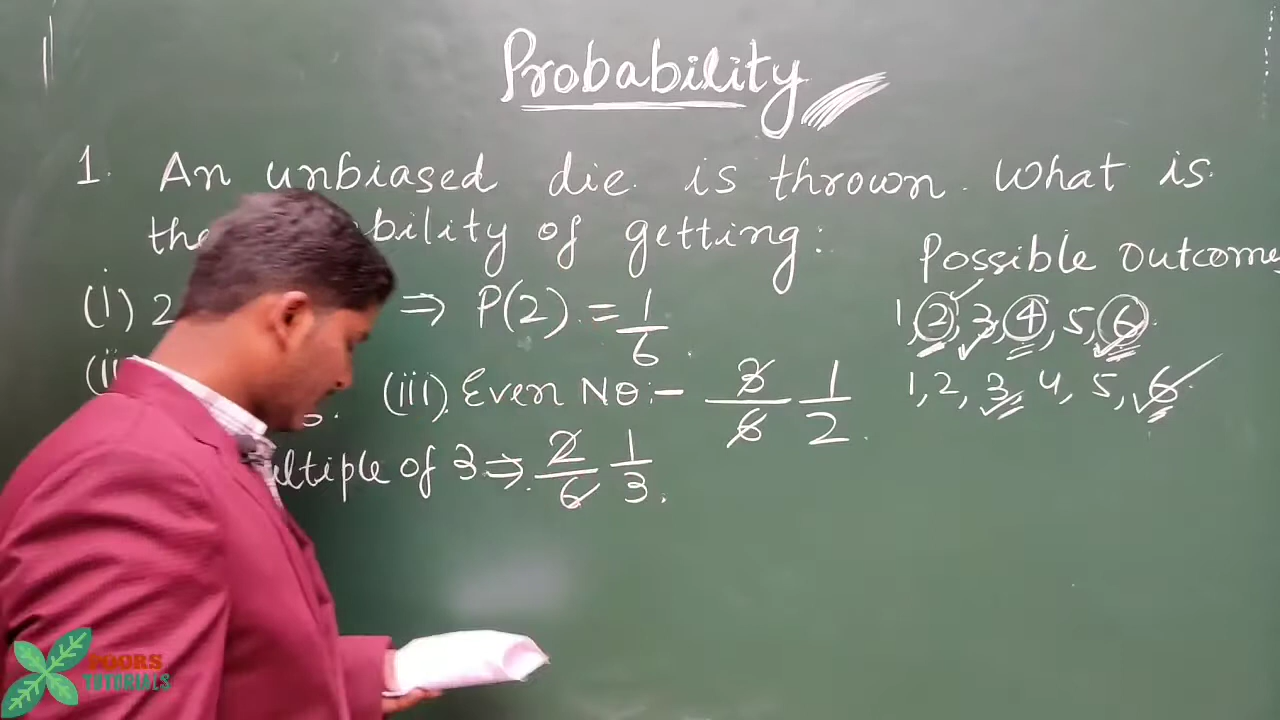 Probability
1. An unbiased die is thrown. What is
the bility of getting:
Possible Outcome
(i) 2 ⇒ P(2) = 1/6.
1, 2, 3, 4, 5, 6.
(iii) Even No:- 3/6 1/2.
1, 2, 3, 4, 5, 6.
ultiple of 3 ⇒ 2/6 1/3.
TUTORIALS